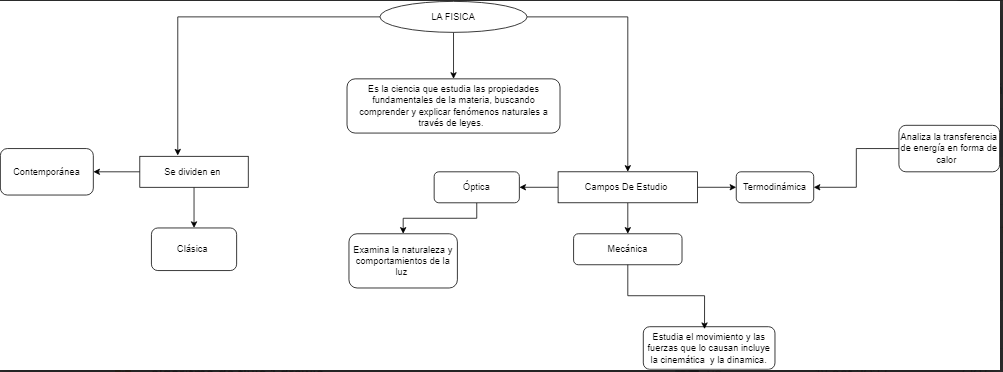 LA FISICA
Es la ciencia que estudia las propiedades
fundamentales de la materia, buscando
comprender y explicar fenómenos naturales a
través de leyes.
Analiza la transferencia
de energía en forma de
calor
Contemporánea
Se dividen en
Óptica
Campos De Estudio
Termodinámica
Clásica
Examina la naturaleza y
comportamientos de la
luz
Mecánica
Estudia el movimiento y las
fuerzas que lo causan incluye
la cinemática y la dinamica.